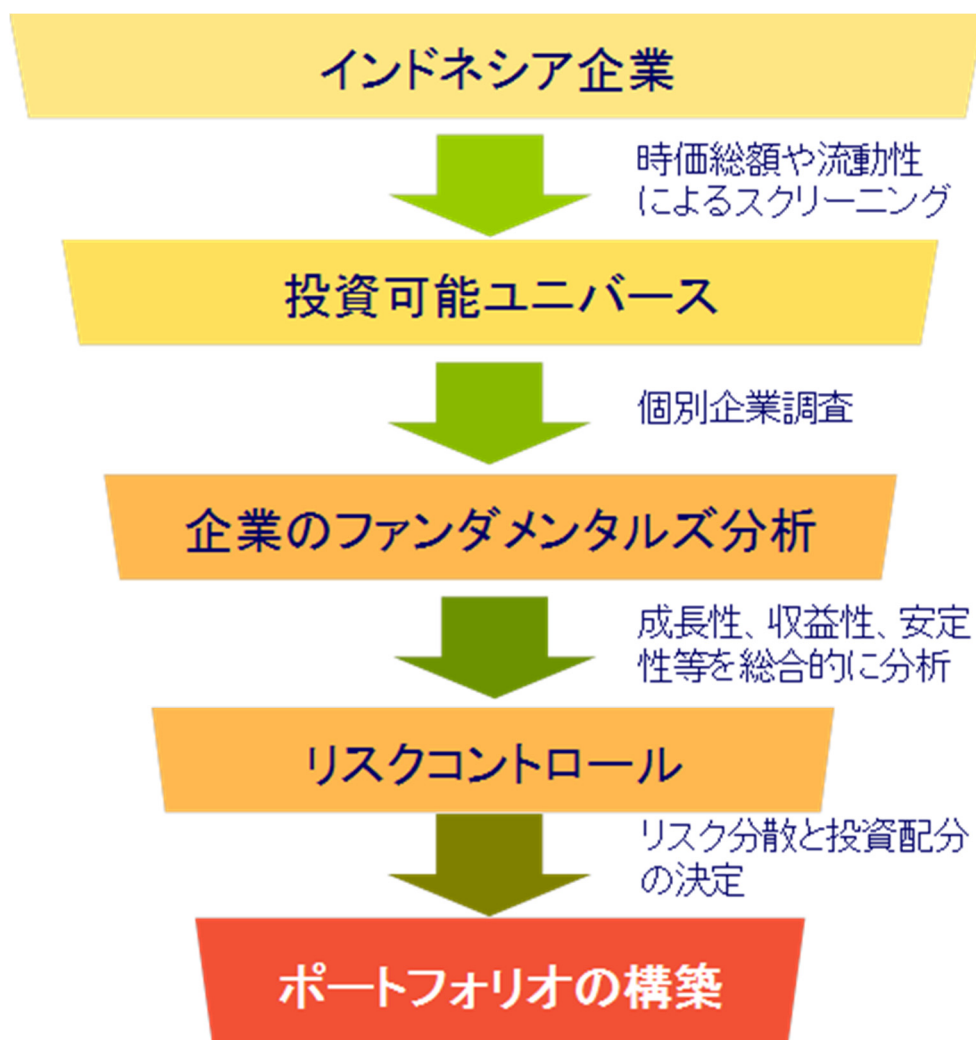 インドネシア企業
時価総額や流動性
によるスクリーニング
投資可能ユニバース
個別企業調査
企業のファンダメンタルズ分析
成長性、収益性、安定
性等を総合的に分析
リスクコントロール
リスク分散と投資配分
の決定
ポートフォリオの構築